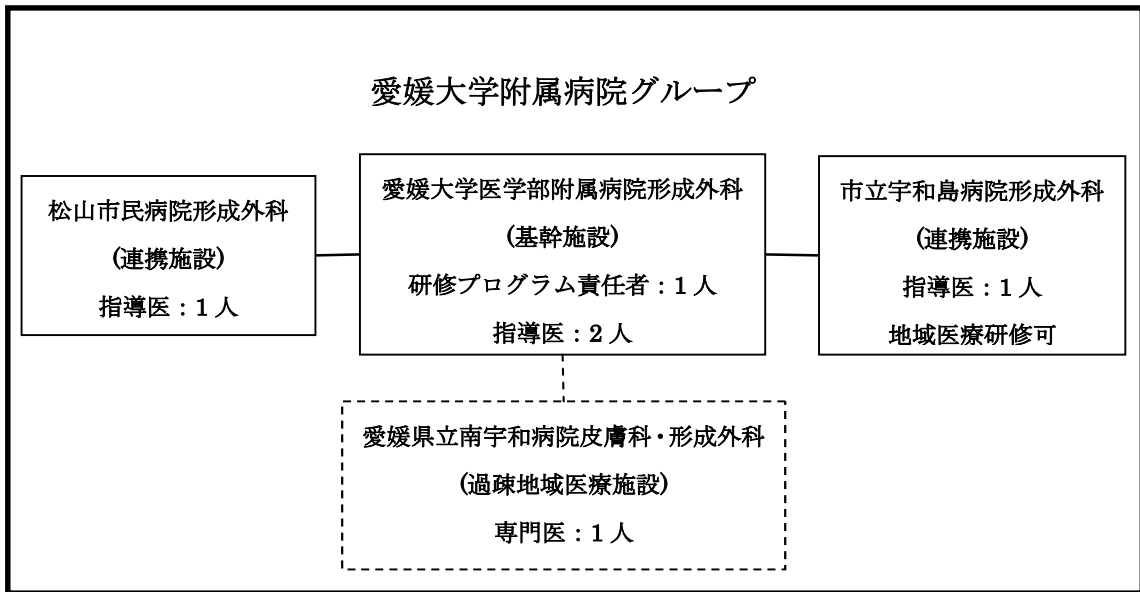 愛媛大学附属病院グループ
松山市民病院形成外科
(連携施設)
指導医：1人
愛媛大学医学部附属病院形成外科
(基幹施設)
研修プログラム責任者：1人
指導医：2人
市立宇和島病院形成外科
(連携施設)
指導医：1人
地域医療研修可
愛媛県立南宇和病院皮膚科・形成外科
(過疎地域医療施設)
専門医：1人